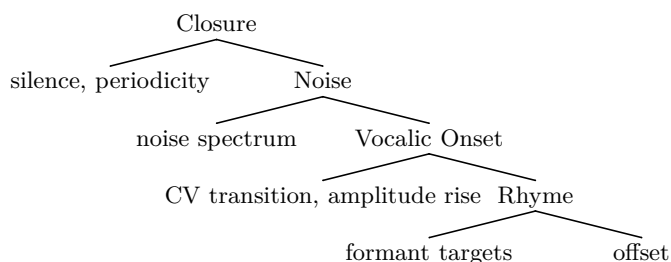 Closure
silence, periodicity Noise
noise spectrum Vocalic Onset
CV transition, amplitude rise Rhyme
formant targets offset